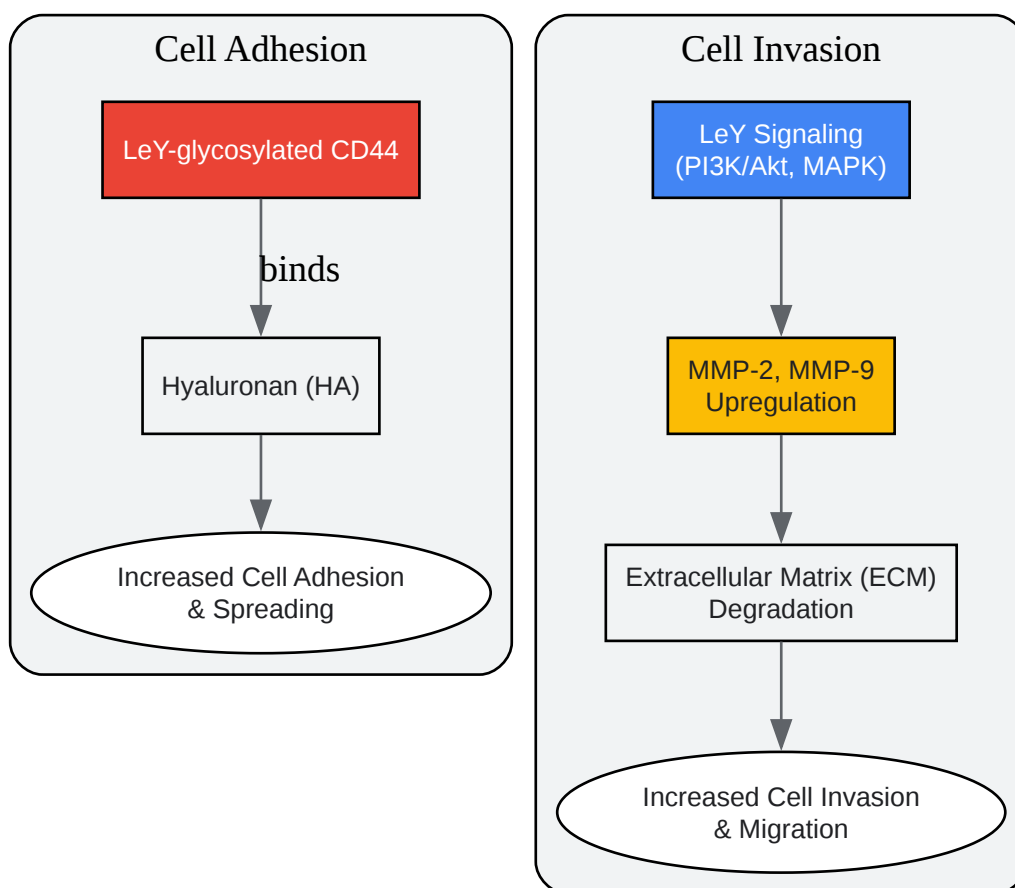 Cell Adhesion
LeY-glycosylated CD44
binds
Hyaluronan (HA)
Increased Cell Adhesion
& Spreading
Cell Invasion
LeY Signaling
(PI3K/Akt, MAPK)
MMP-2, MMP-9
Upregulation
Extracellular Matrix (ECM)
Degradation
Increased Cell Invasion
& Migration